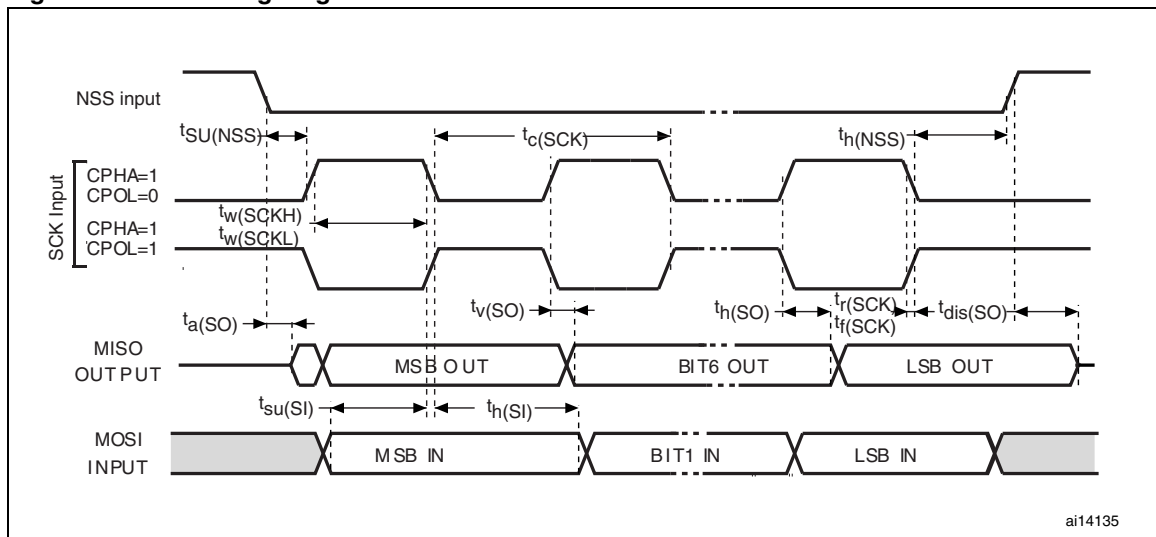 NSS input
tSU(NSS)
tc(SCK)
th(NSS)
SCK Input
CPHA=1
CPOL=0
tw(SCKH)
CPHA=1
tw(SCKL)
CPOL=1
ta(SO)
tv(SO)
th(SO)
tr(SCK)
tf(SCK)
tdis(SO)
MISO
OUTPUT
MSB OUT
BIT6 OUT
LSB OUT
tsu(SI)
th(SI)
MOSI
INPUT
MSB IN
BIT1 IN
LSB IN
ai14135